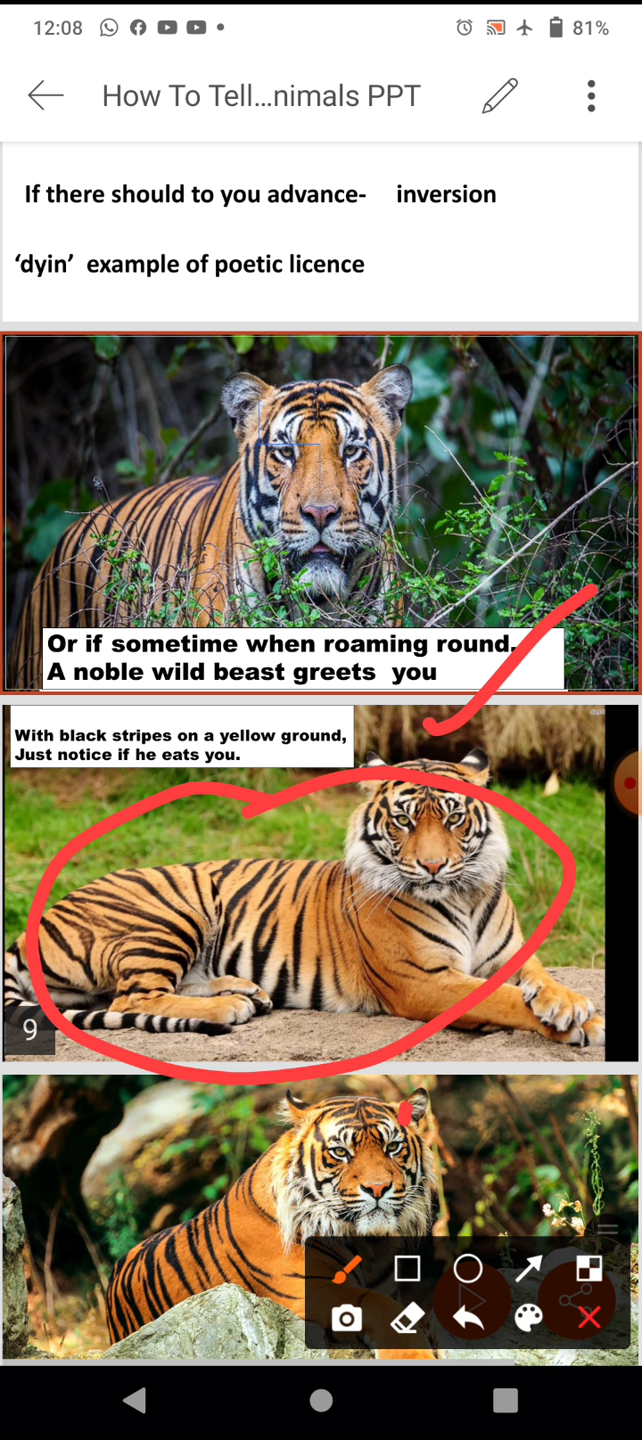 12:08
81%
How To Tell...nimals PPT
If there should to you advance- inversion
‘dyin’ example of poetic licence
Or if sometime when roaming round,
A noble wild beast greets you
With black stripes on a yellow ground,
Just notice if he eats you.
9